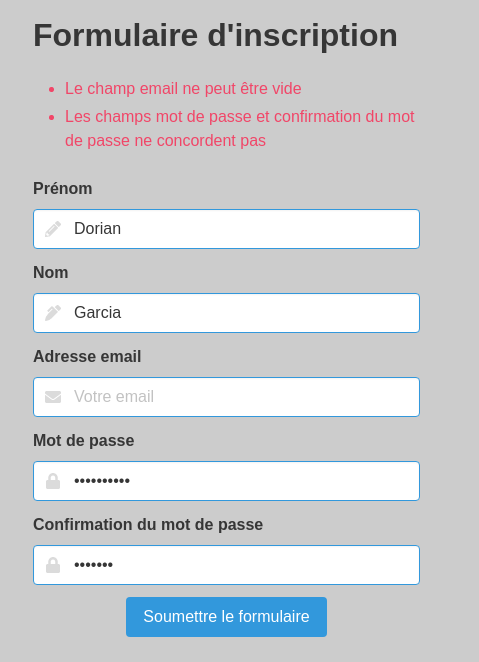 Formulaire d'inscription
• Le champ email ne peut être vide
• Les champs mot de passe et confirmation du mot
de passe ne concordent pas
Prénom
Dorian
Nom
Garcia
Adresse email
Votre email
Mot de passe
••••••••••
Confirmation du mot de passe
•••••••
Soumettre le formulaire